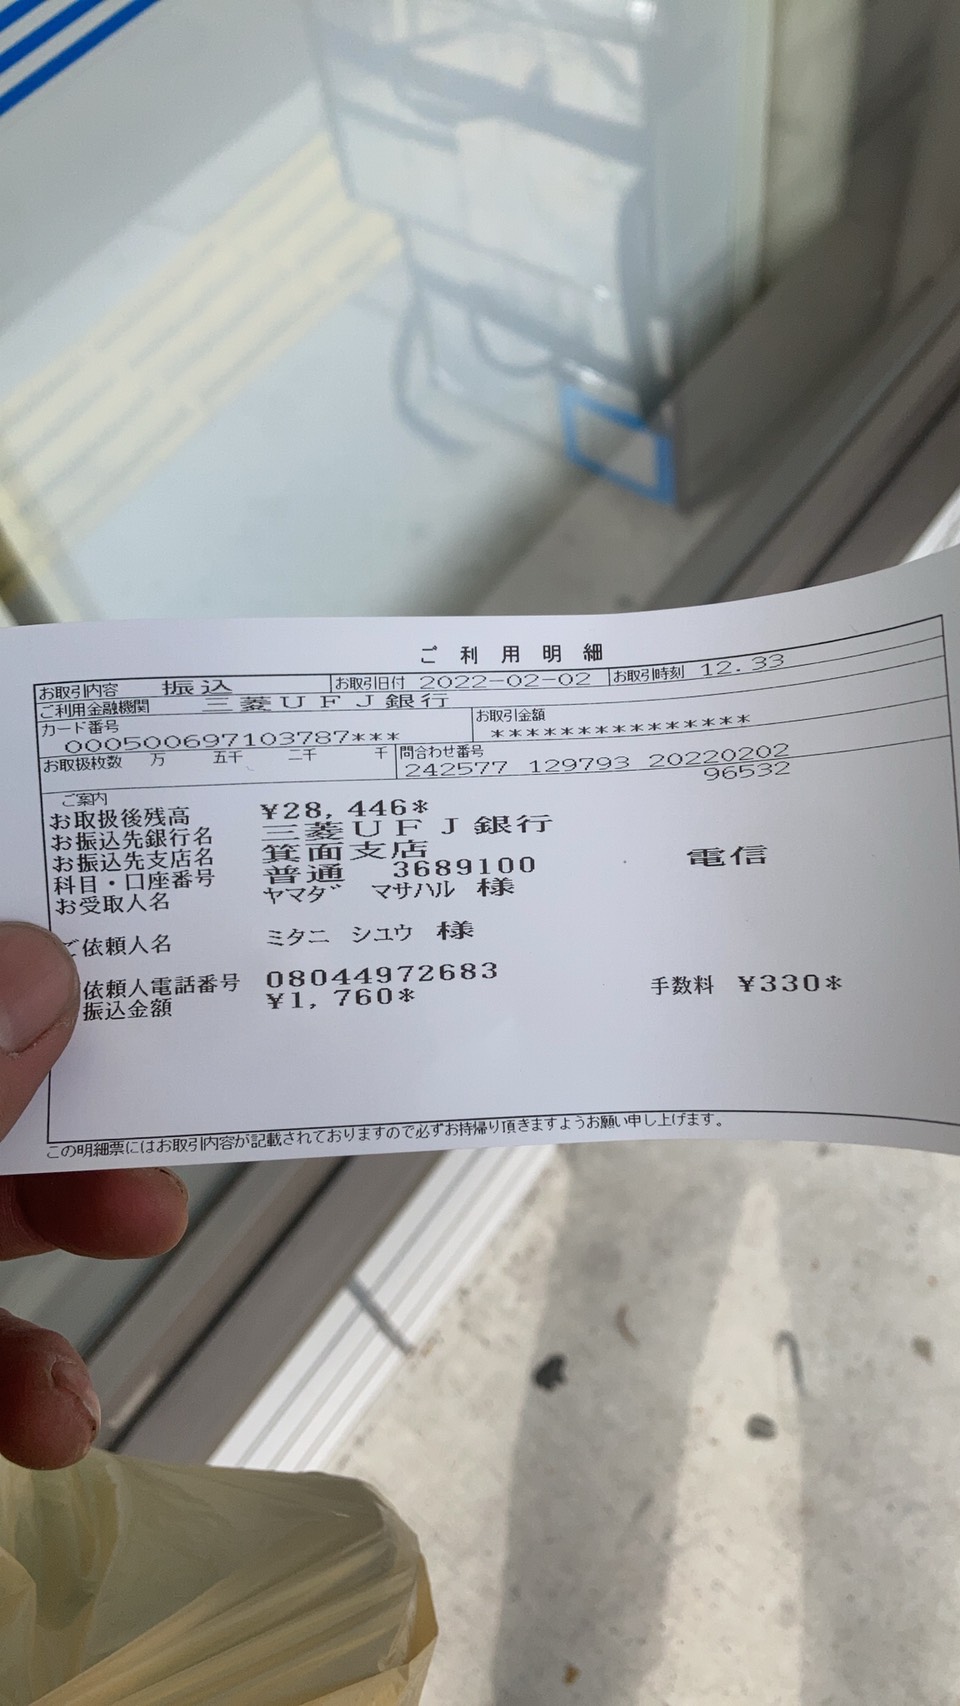 ご利用明細
お取引内容 振込 お取引日付 2022-02-02 お取引時刻 12.33
ご利用金融機関 三菱UFJ銀行
カード番号 お取引金額
000500697103787*** **************
お取扱枚数 万 五千 二千 千 問合わせ番号
242577 129793 20220202
96532
ご案内
お取扱後残高 ¥28,446*
お振込先銀行名 三菱UFJ銀行
お振込先支店名 箕面支店
科目・口座番号 普通 3689100 電信
お受取人名 ヤマダ マサハル 様
ご依頼人名 ミタニ シユウ 様
依頼人電話番号 08044972683
振込金額 ¥1,760* 手数料 ¥330*
この明細票にはお取引内容が記載されておりますので必ずお持帰り頂きますようお願い申し上げます。